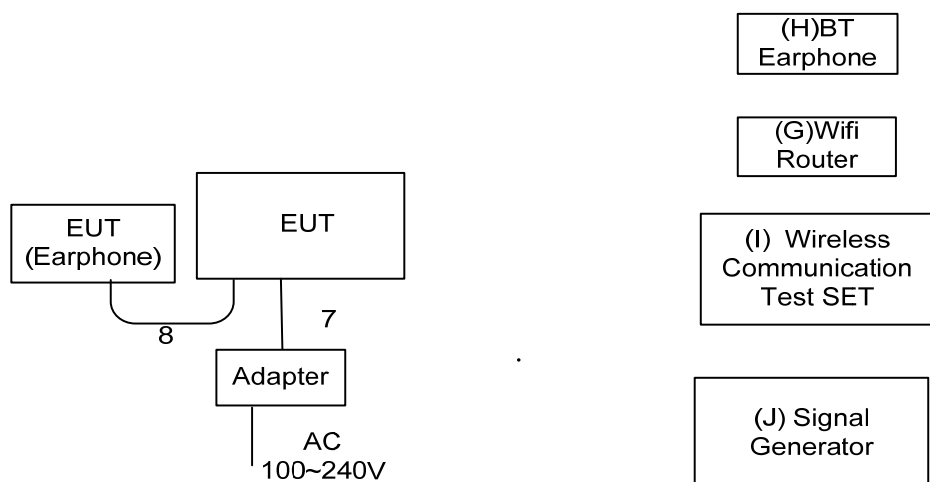 (H)BT
Earphone
(G)Wifi
Router
EUT
(Earphone)
EUT
(I) Wireless
Communication
Test SET
8
7
Adapter
AC
100~240V
(J) Signal
Generator